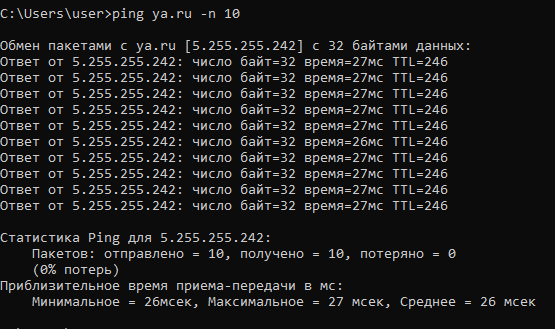 C:\Users\user>ping ya.ru -n 10
Обмен пакетами с ya.ru [5.255.255.242] с 32 байтами данных:
Ответ от 5.255.255.242: число байт=32 время=27мс TTL=246
Ответ от 5.255.255.242: число байт=32 время=27мс TTL=246
Ответ от 5.255.255.242: число байт=32 время=27мс TTL=246
Ответ от 5.255.255.242: число байт=32 время=27мс TTL=246
Ответ от 5.255.255.242: число байт=32 время=27мс TTL=246
Ответ от 5.255.255.242: число байт=32 время=26мс TTL=246
Ответ от 5.255.255.242: число байт=32 время=27мс TTL=246
Ответ от 5.255.255.242: число байт=32 время=27мс TTL=246
Ответ от 5.255.255.242: число байт=32 время=27мс TTL=246
Ответ от 5.255.255.242: число байт=32 время=27мс TTL=246
Статистика Ping для 5.255.255.242:
Пакетов: отправлено = 10, получено = 10, потеряно = 0
(0% потерь)
Приблизительное время приема-передачи в мс:
Минимальное = 26мсек, Максимальное = 27 мсек, Среднее = 26 мсек